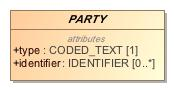 PARTY
attributes
+type : CODED_TEXT [1]
+identifier : IDENTIFIER [0..*]